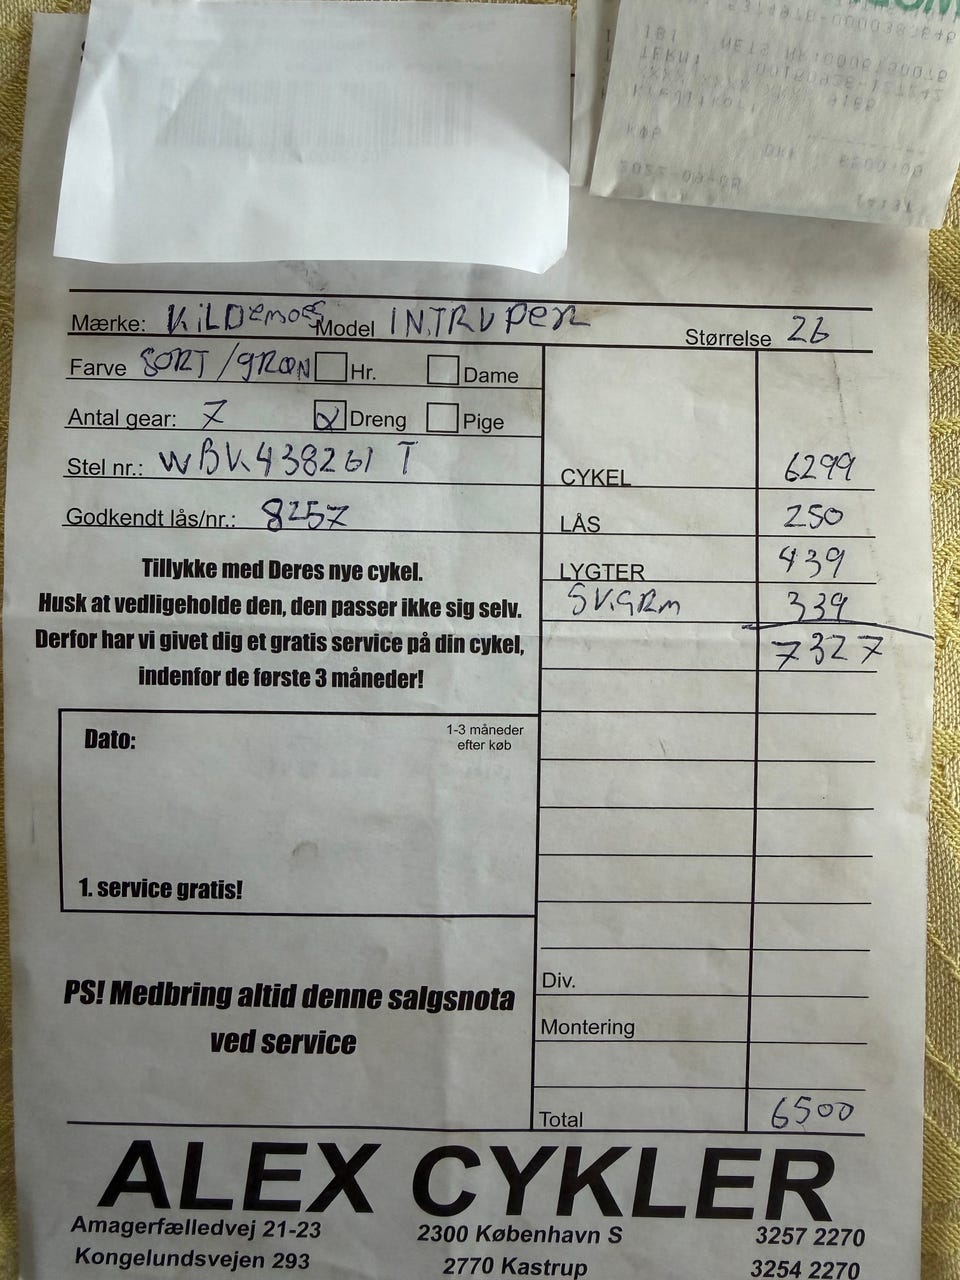 Mærke: KiLDemoes Model INTRUDER Størrelse 26
Farve SORT/GRØN Hr. Dame
Antal gear: 7 Dreng Pige
Stel nr.: WBK438261 T
Godkendt lås/nr.: 8257
CYKEL 6299
LÅS 250
LYGTER 439
339
7327
Tillykke med Deres nye cykel.
Husk at vedligeholde den, den passer ikke sig selv.
Derfor har vi givet dig et gratis service på din cykel,
indenfor de første 3 måneder!
Dato:
1-3 måneder
efter køb
1. service gratis!
PS! Medbring altid denne salgsnota
ved service
Div.
Montering
Total 6500
ALEX CYKLER
Amagerfælledvej 21-23 2300 København S 3257 2270
Kongelundsvejen 293 2770 Kastrup 3254 2270